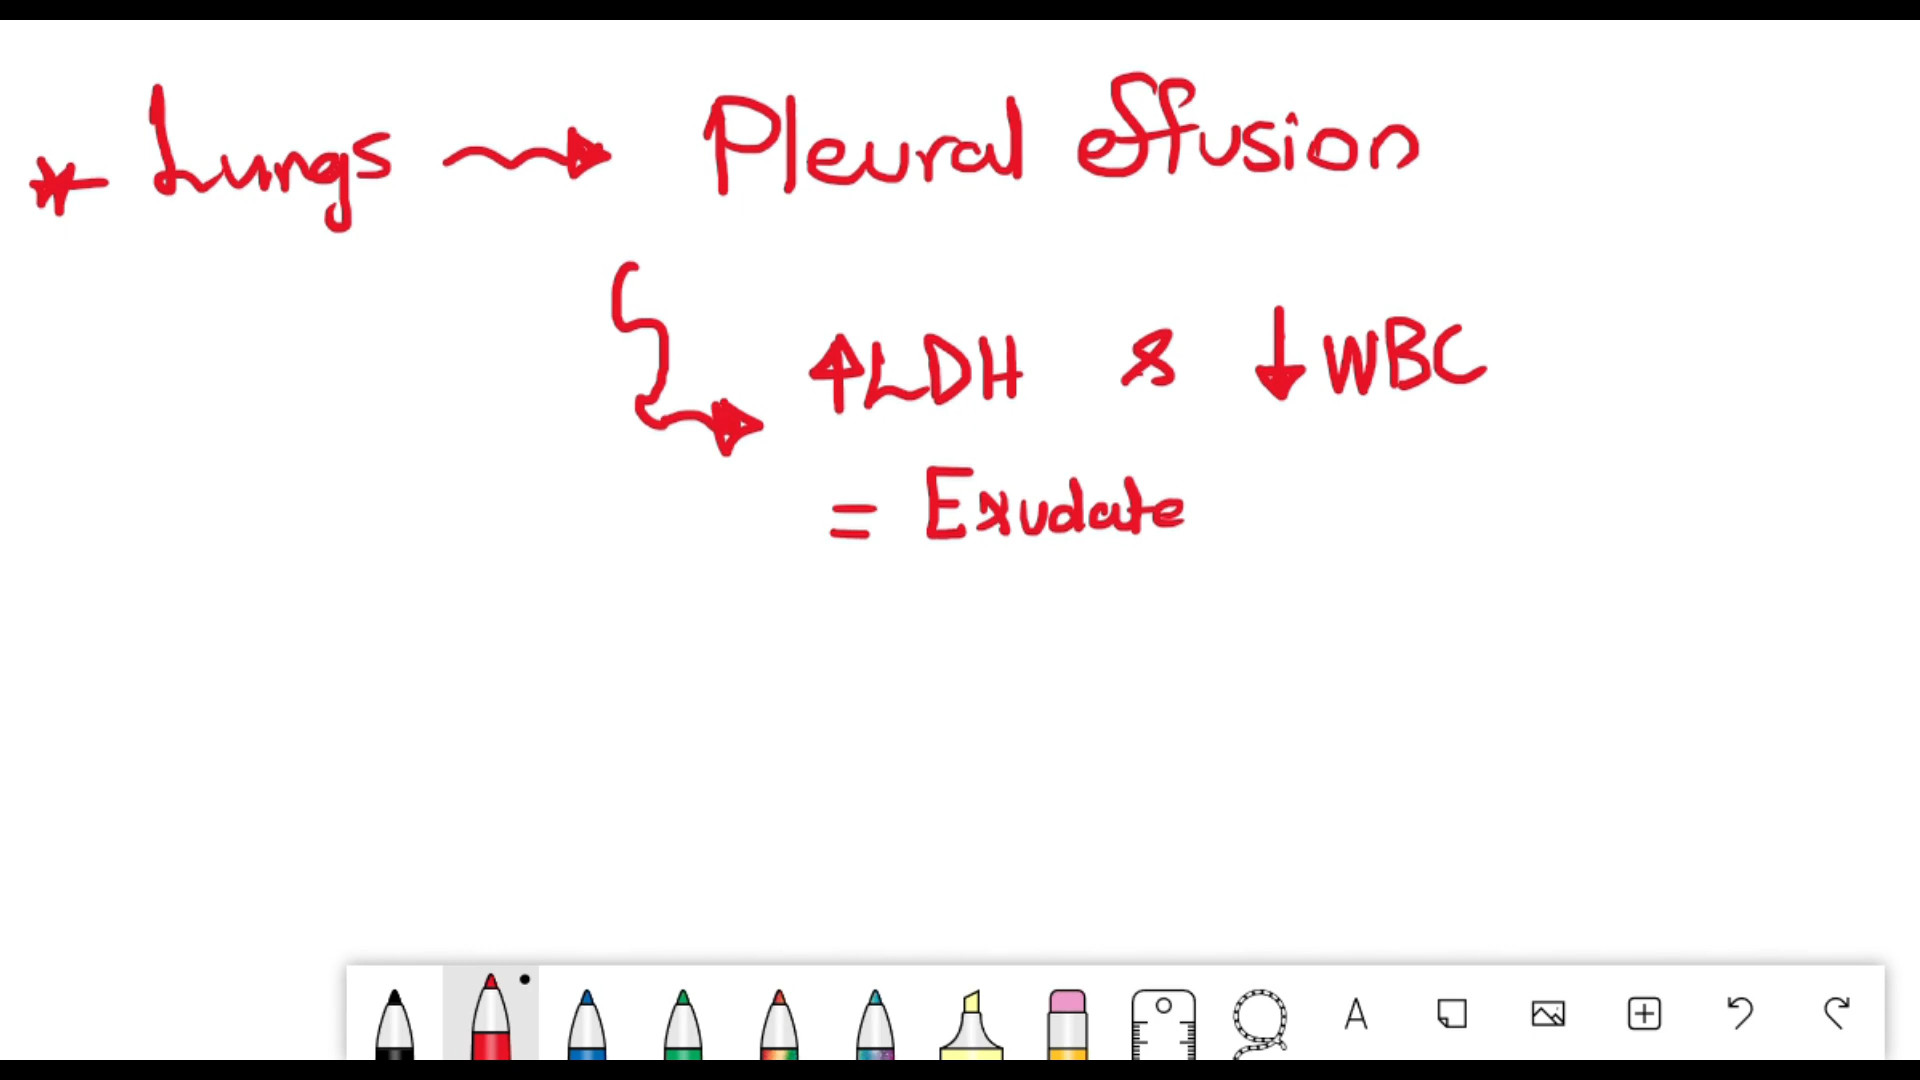 * Lungs → Pleural effusion
↑LDH & ↓WBC
= Exudate
A